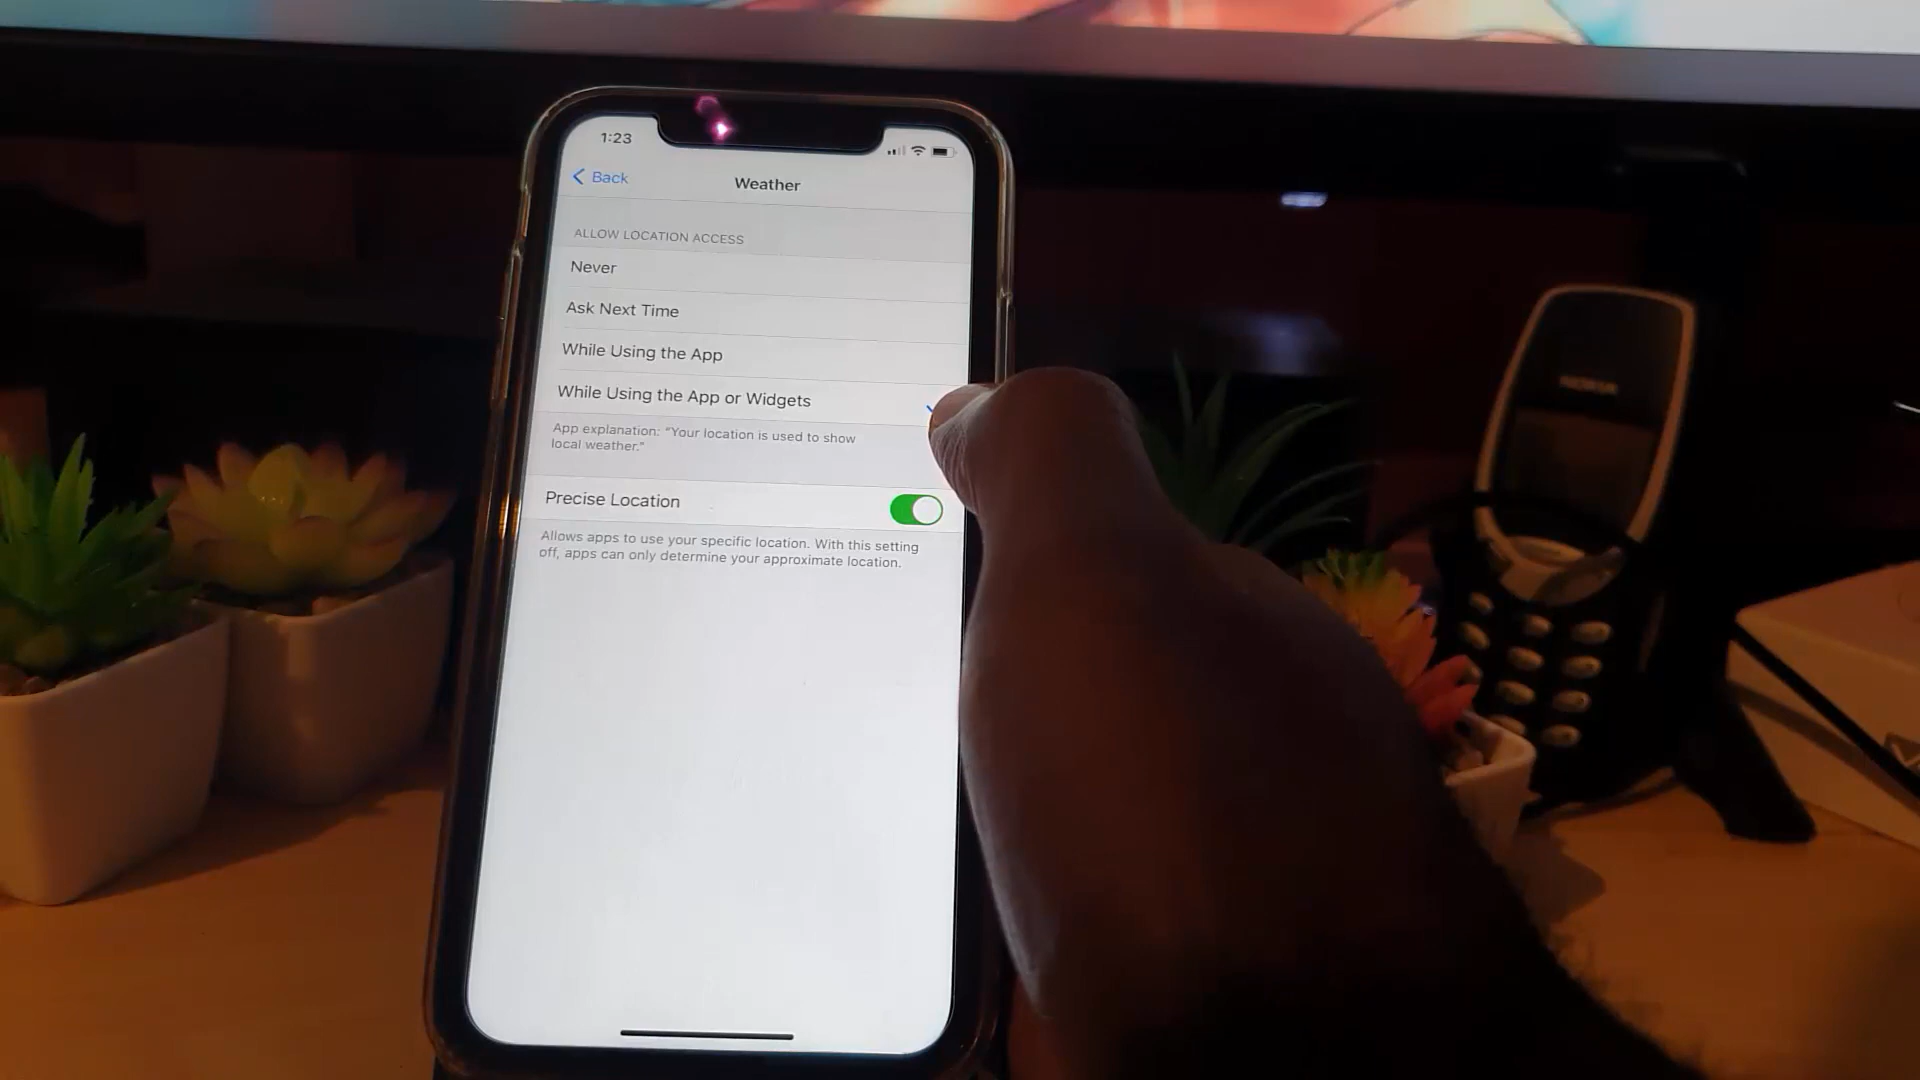 1:23
Back
Weather
ALLOW LOCATION ACCESS
Never
Ask Next Time
While Using the App
While Using the App or Widgets
App explanation: “Your location is used to show
local weather.”
Precise Location
Allows apps to use your specific location. With this setting
off, apps can only determine your approximate location.
NOKIA